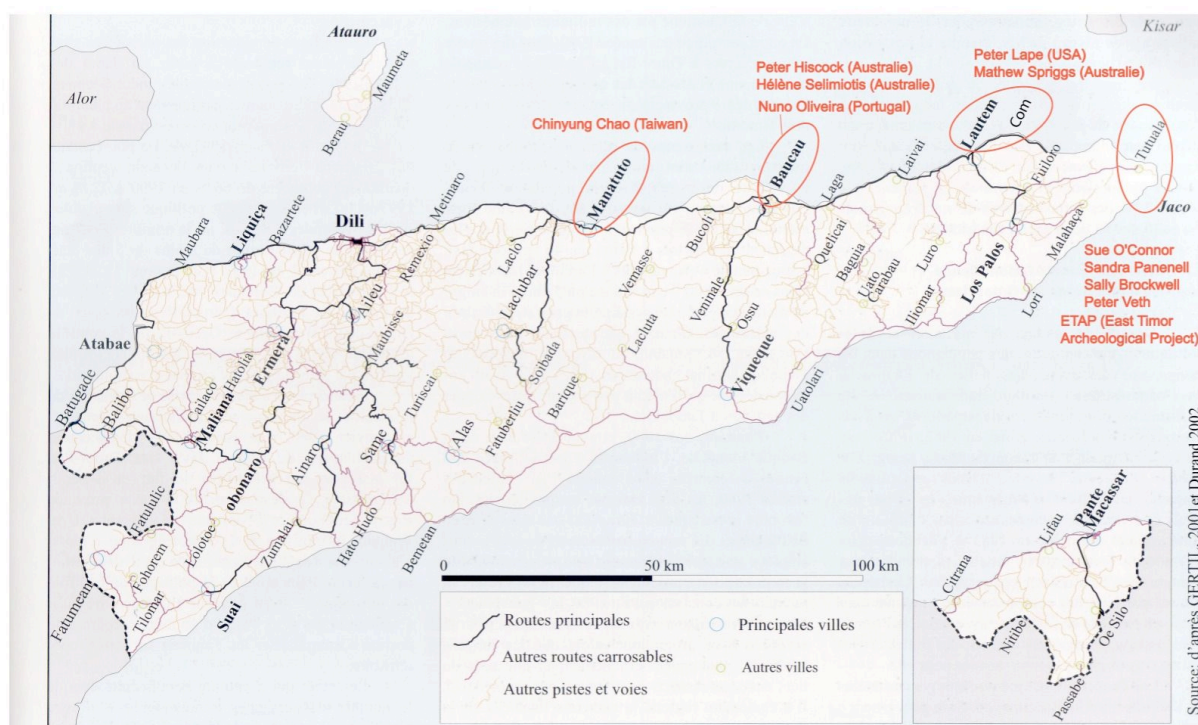 Atauro
Kisar
Alor
Maumeta
Berau
Chinyung Chao (Taiwan)
Peter Hiscock (Australie)
Hélène Selimiotis (Australie)
Nuno Oliveira (Portugal)
Peter Lape (USA)
Mathew Spriggs (Australie)
Manatuto
Baucau
Lautem
Com
Tutuala
Jaco
Maubara
Liquiça
Bazartete
Dili
Metinaro
Remexo
Laclo
Laclubar
Bucoli
Vemasse
Laga
Laivai
Fuiloro
Malahaça
Quelicai
Baguia
Uato
Carabau
Luro
Iliomar
Los Palos
Lori
Sue O'Connor
Sandra Panenell
Sally Brockwell
Peter Veth
ETAP (East Timor
Archeological Project)
Atabae
Ermeral
Aileu
Maubisse
Hatolia
Cailaco
Maliana
Batugade
Balibo
Turiscai
Soibada
Barique
Lacluta
Veninale
Ossu
Viqueque
Uatolari
Fatuberliu
Alas
Same
Ainaro
obonaro
Fatululic
Lolotoe
Zumalai
Hato Hudo
Bemetan
Fatumean
Fohorem
Tilomar
Suai
0 50 km 100 km
Routes principales
Autres routes carrosables
Autres pistes et voies
Principales villes
Autres villes
Citrana
Lifau
Pante
Macassar
Nitibe
Oe Silo
Passabe
Source: d'après GERTIL, 2001 et Durand 2002